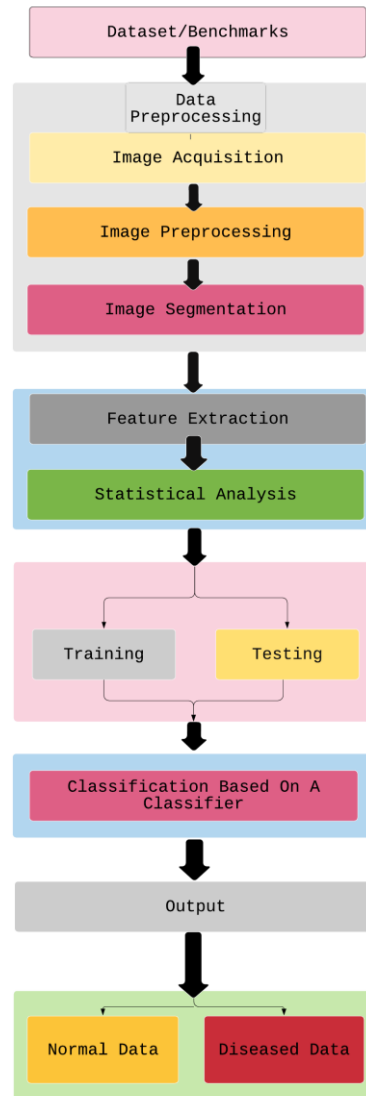 Dataset/Benchmarks
Data
Preprocessing
Image Acquisition
Image Preprocessing
Image Segmentation
Feature Extraction
Statistical Analysis
Training
Testing
Classification Based On A
Classifier
Output
Normal Data
Diseased Data